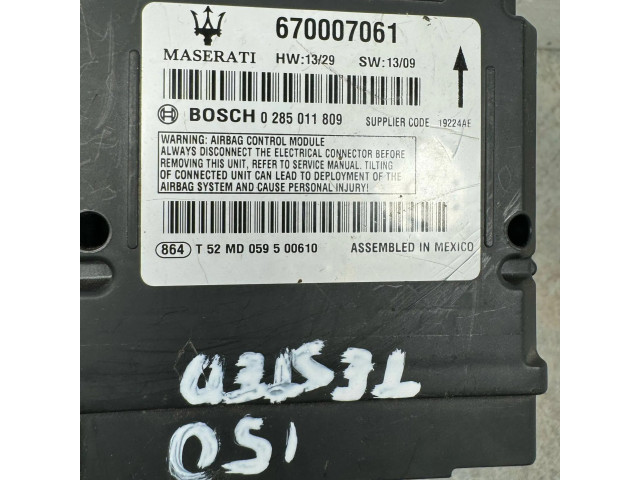 670007061
MASERATI HW:13/29 SW:13/09
BOSCH 0 285 011 809 SUPPLIER CODE 19224AE
WARNING: AIRBAG CONTROL MODULE
ALWAYS DISCONNECT THE ELECTRICAL CONNECTOR BEFORE
REMOVING THIS UNIT, REFER TO SERVICE MANUAL. TILTING
OF CONNECTED UNIT CAN LEAD TO DEPLOYMENT OF THE
AIRBAG SYSTEM AND CAUSE PERSONAL INJURY!
864 T 52 MD 059 5 00610 ASSEMBLED IN MEXICO
TESTED
150